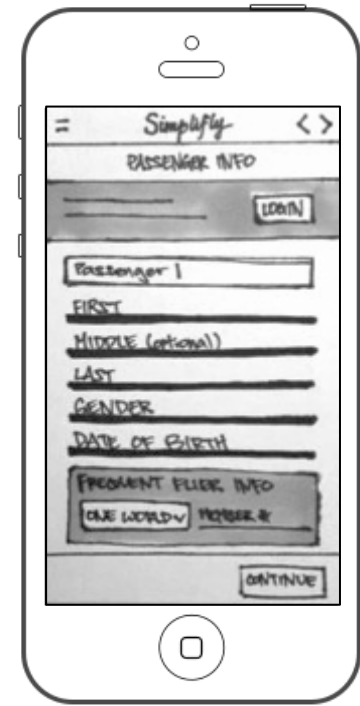 Simplifly
PASSENGER INFO
LOGIN
Passenger 1
FIRST
MIDDLE (optional)
LAST
GENDER
DATE OF BIRTH
FREQUENT FLIER INFO
ONE WORLD MEMBER #
CONTINUE